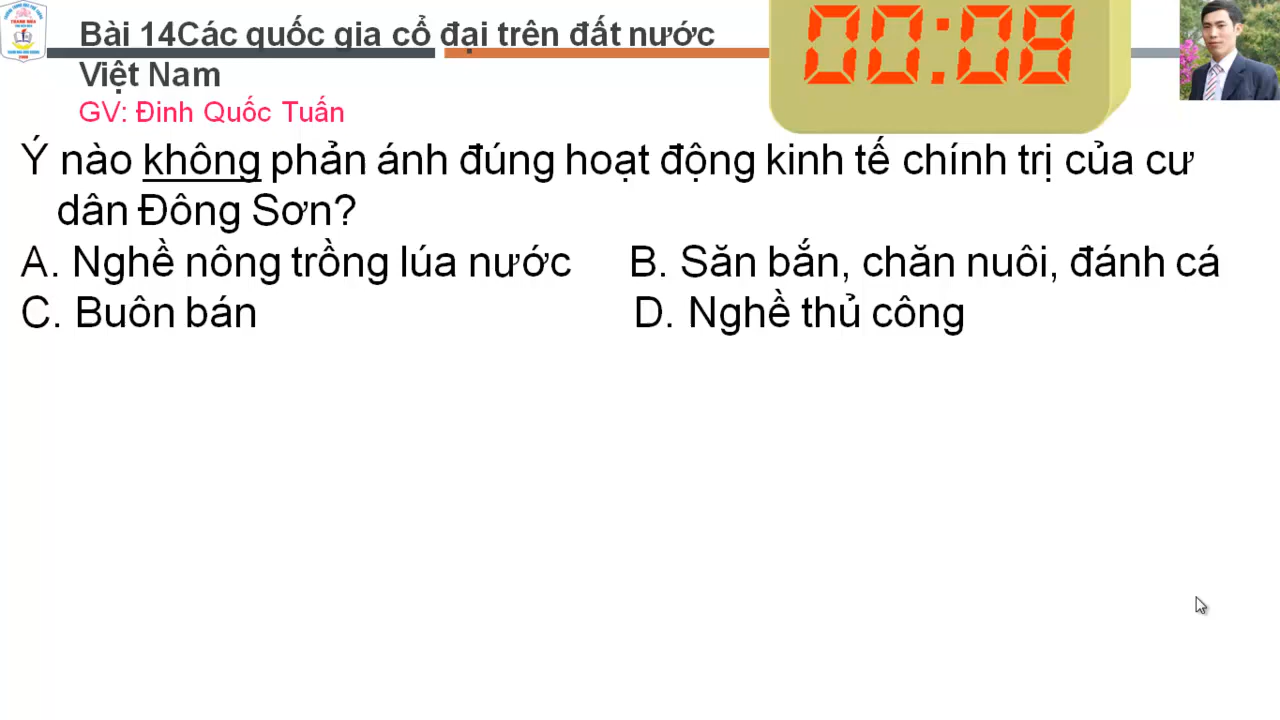 Bài 14Các quốc gia cổ đại trên đất nước
Việt Nam
GV: Đinh Quốc Tuấn
00:08
Ý nào không phản ánh đúng hoạt động kinh tế chính trị của cư
dân Đông Sơn?
A. Nghề nông trồng lúa nước B. Săn bắn, chăn nuôi, đánh cá
C. Buôn bán D. Nghề thủ công